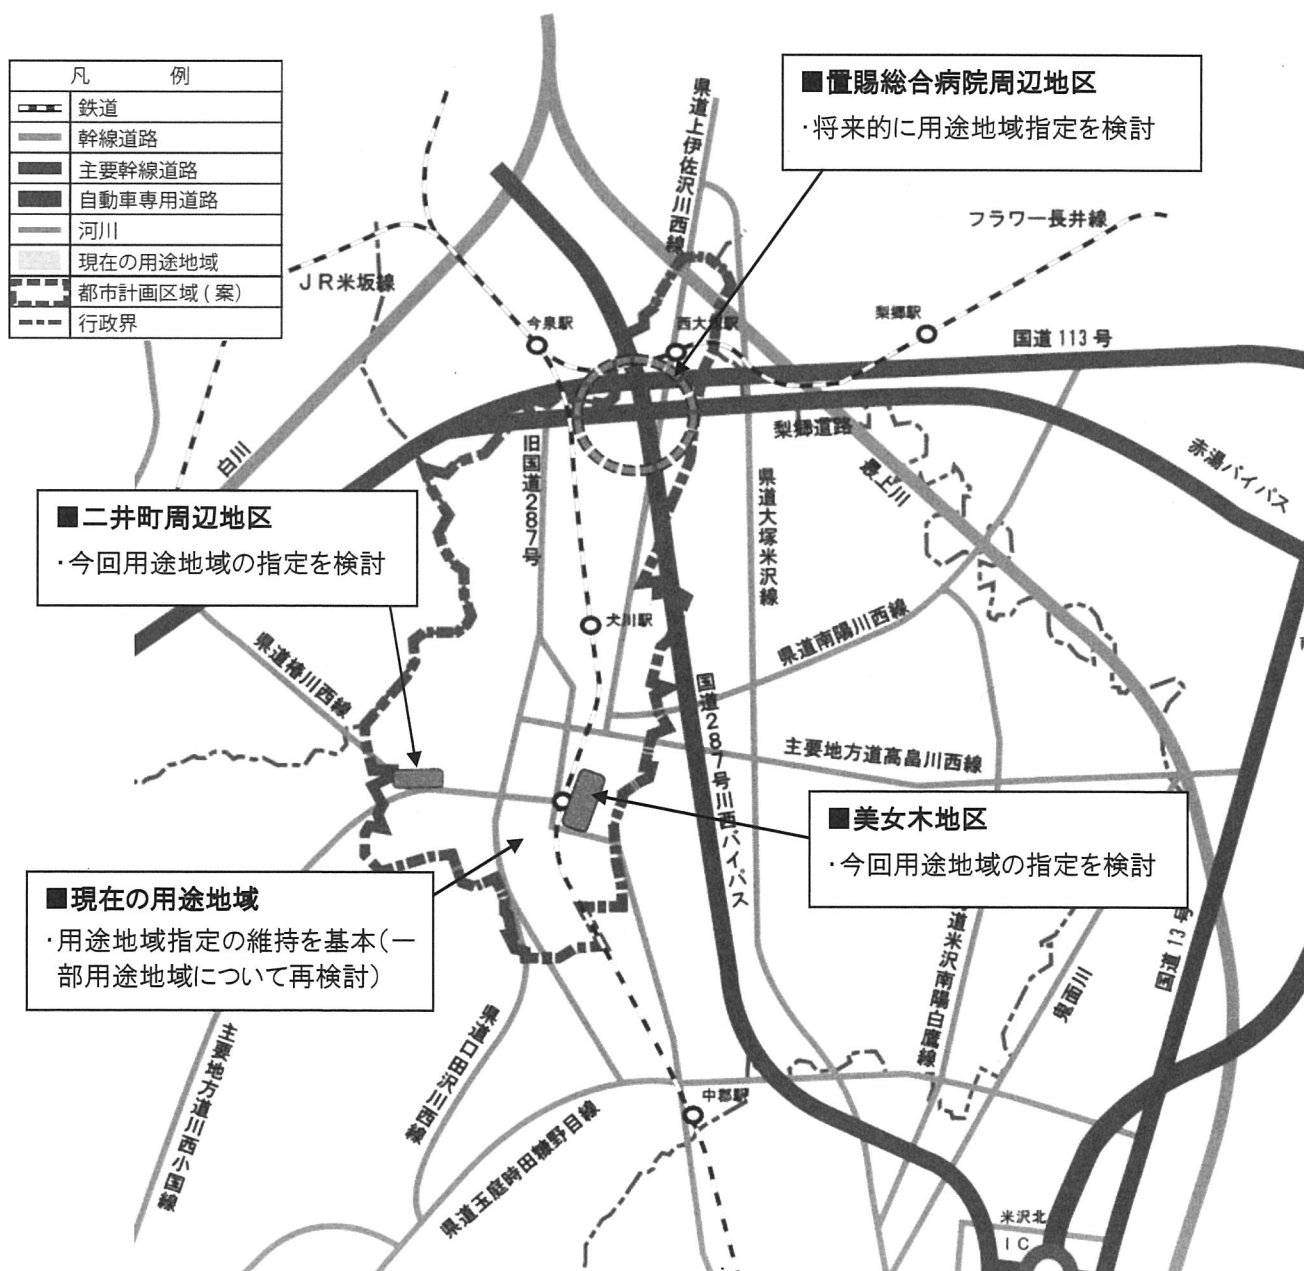 凡 例
鉄道
幹線道路
主要幹線道路
自動車専用道路
河川
現在の用途地域
都市計画区域(案)
行政界
■置賜総合病院周辺地区
・将来的に用途地域指定を検討
県道上伊佐沢川西線
フラワー長井線
JR米坂線
今泉駅
西大塚駅
梨郷駅
国道113号
白川
旧国道287号
梨郷道路
最上川
赤湯バイパス
県道大塚米沢線
■二井町周辺地区
・今回用途地域の指定を検討
犬川駅
県道椿川西線
県道南陽川西線
国道287号川西バイパス
主要地方道高畠川西線
■美女木地区
・今回用途地域の指定を検討
■現在の用途地域
・用途地域指定の維持を基本(一
部用途地域について再検討)
道米沢南陽白鷹線
国道13号
鬼面川
主要地方道川西小国線
県道口田沢川西線
中郡駅
県道玉庭時田糠野目線
米沢北
IC